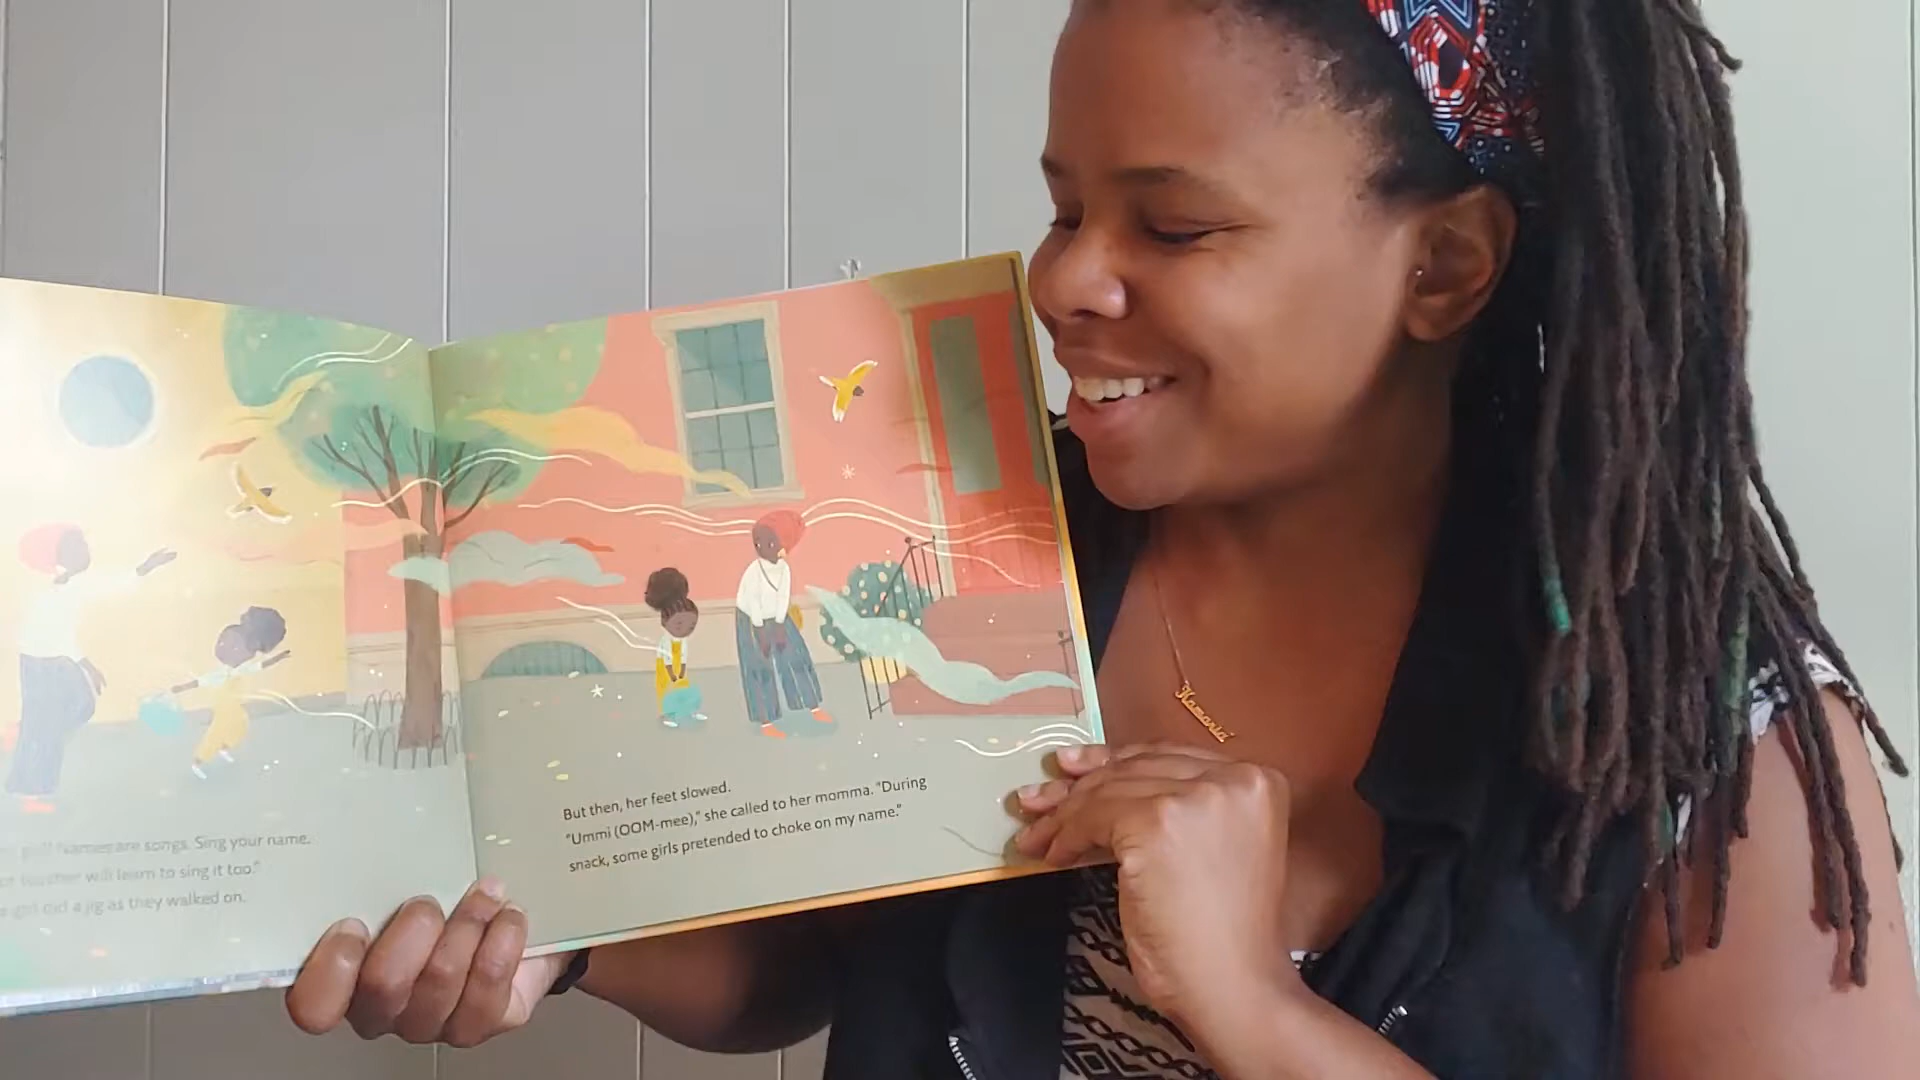 girl! Names are songs. Sing your name.
teacher will learn to sing it too."
girl did a jig as they walked on.
But then, her feet slowed.
"Ummi (OOM-mee)," she called to her momma. "During
snack, some girls pretended to choke on my name."
Kamaria